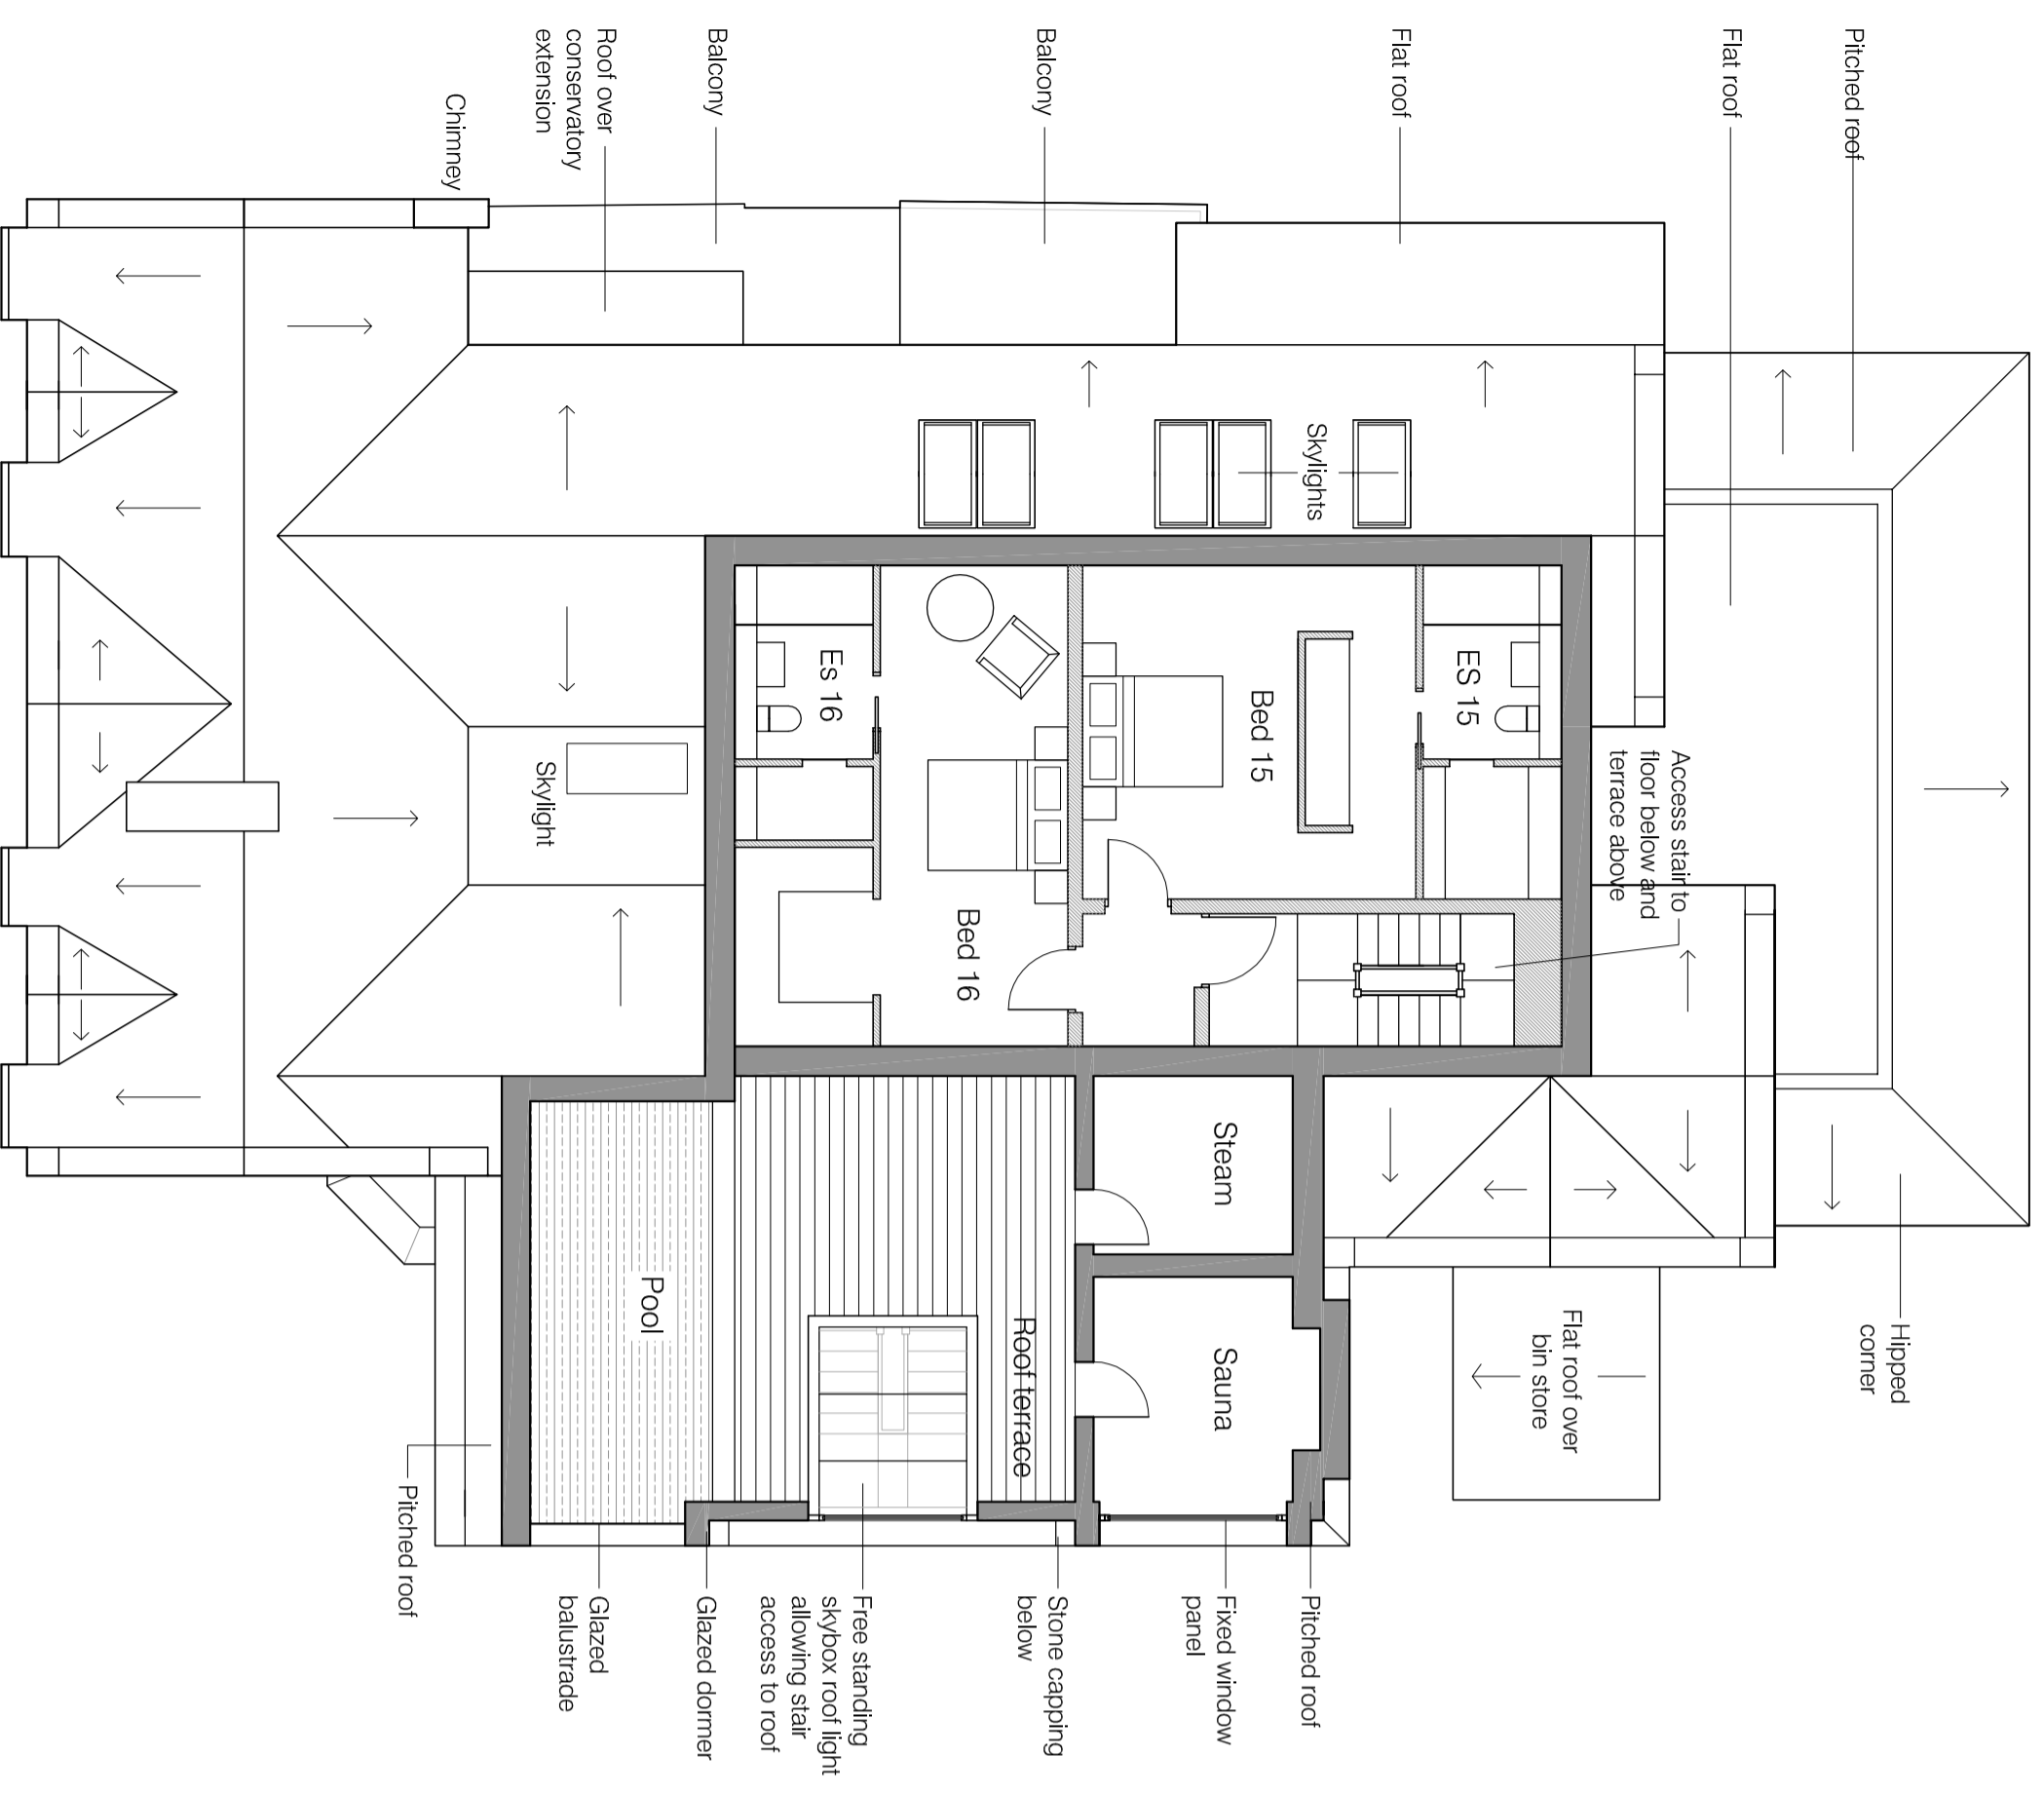 Pitched roof
Flat roof
Flat roof
Balcony
Balcony
Roof over
conservatory
extension
Chimney
Skylights
ES 15
Bed 15
Es 16
Bed 16
Access stair to
floor below and
terrace above
Skylight
Steam
Sauna
Roof terrace
Pool
Hipped
corner
Flat roof over
bin store
Pitched roof
Fixed window
panel
Stone capping
below
Free standing
skybox roof light
allowing stair
access to roof
Glazed dormer
Glazed
balustrade
Pitched roof